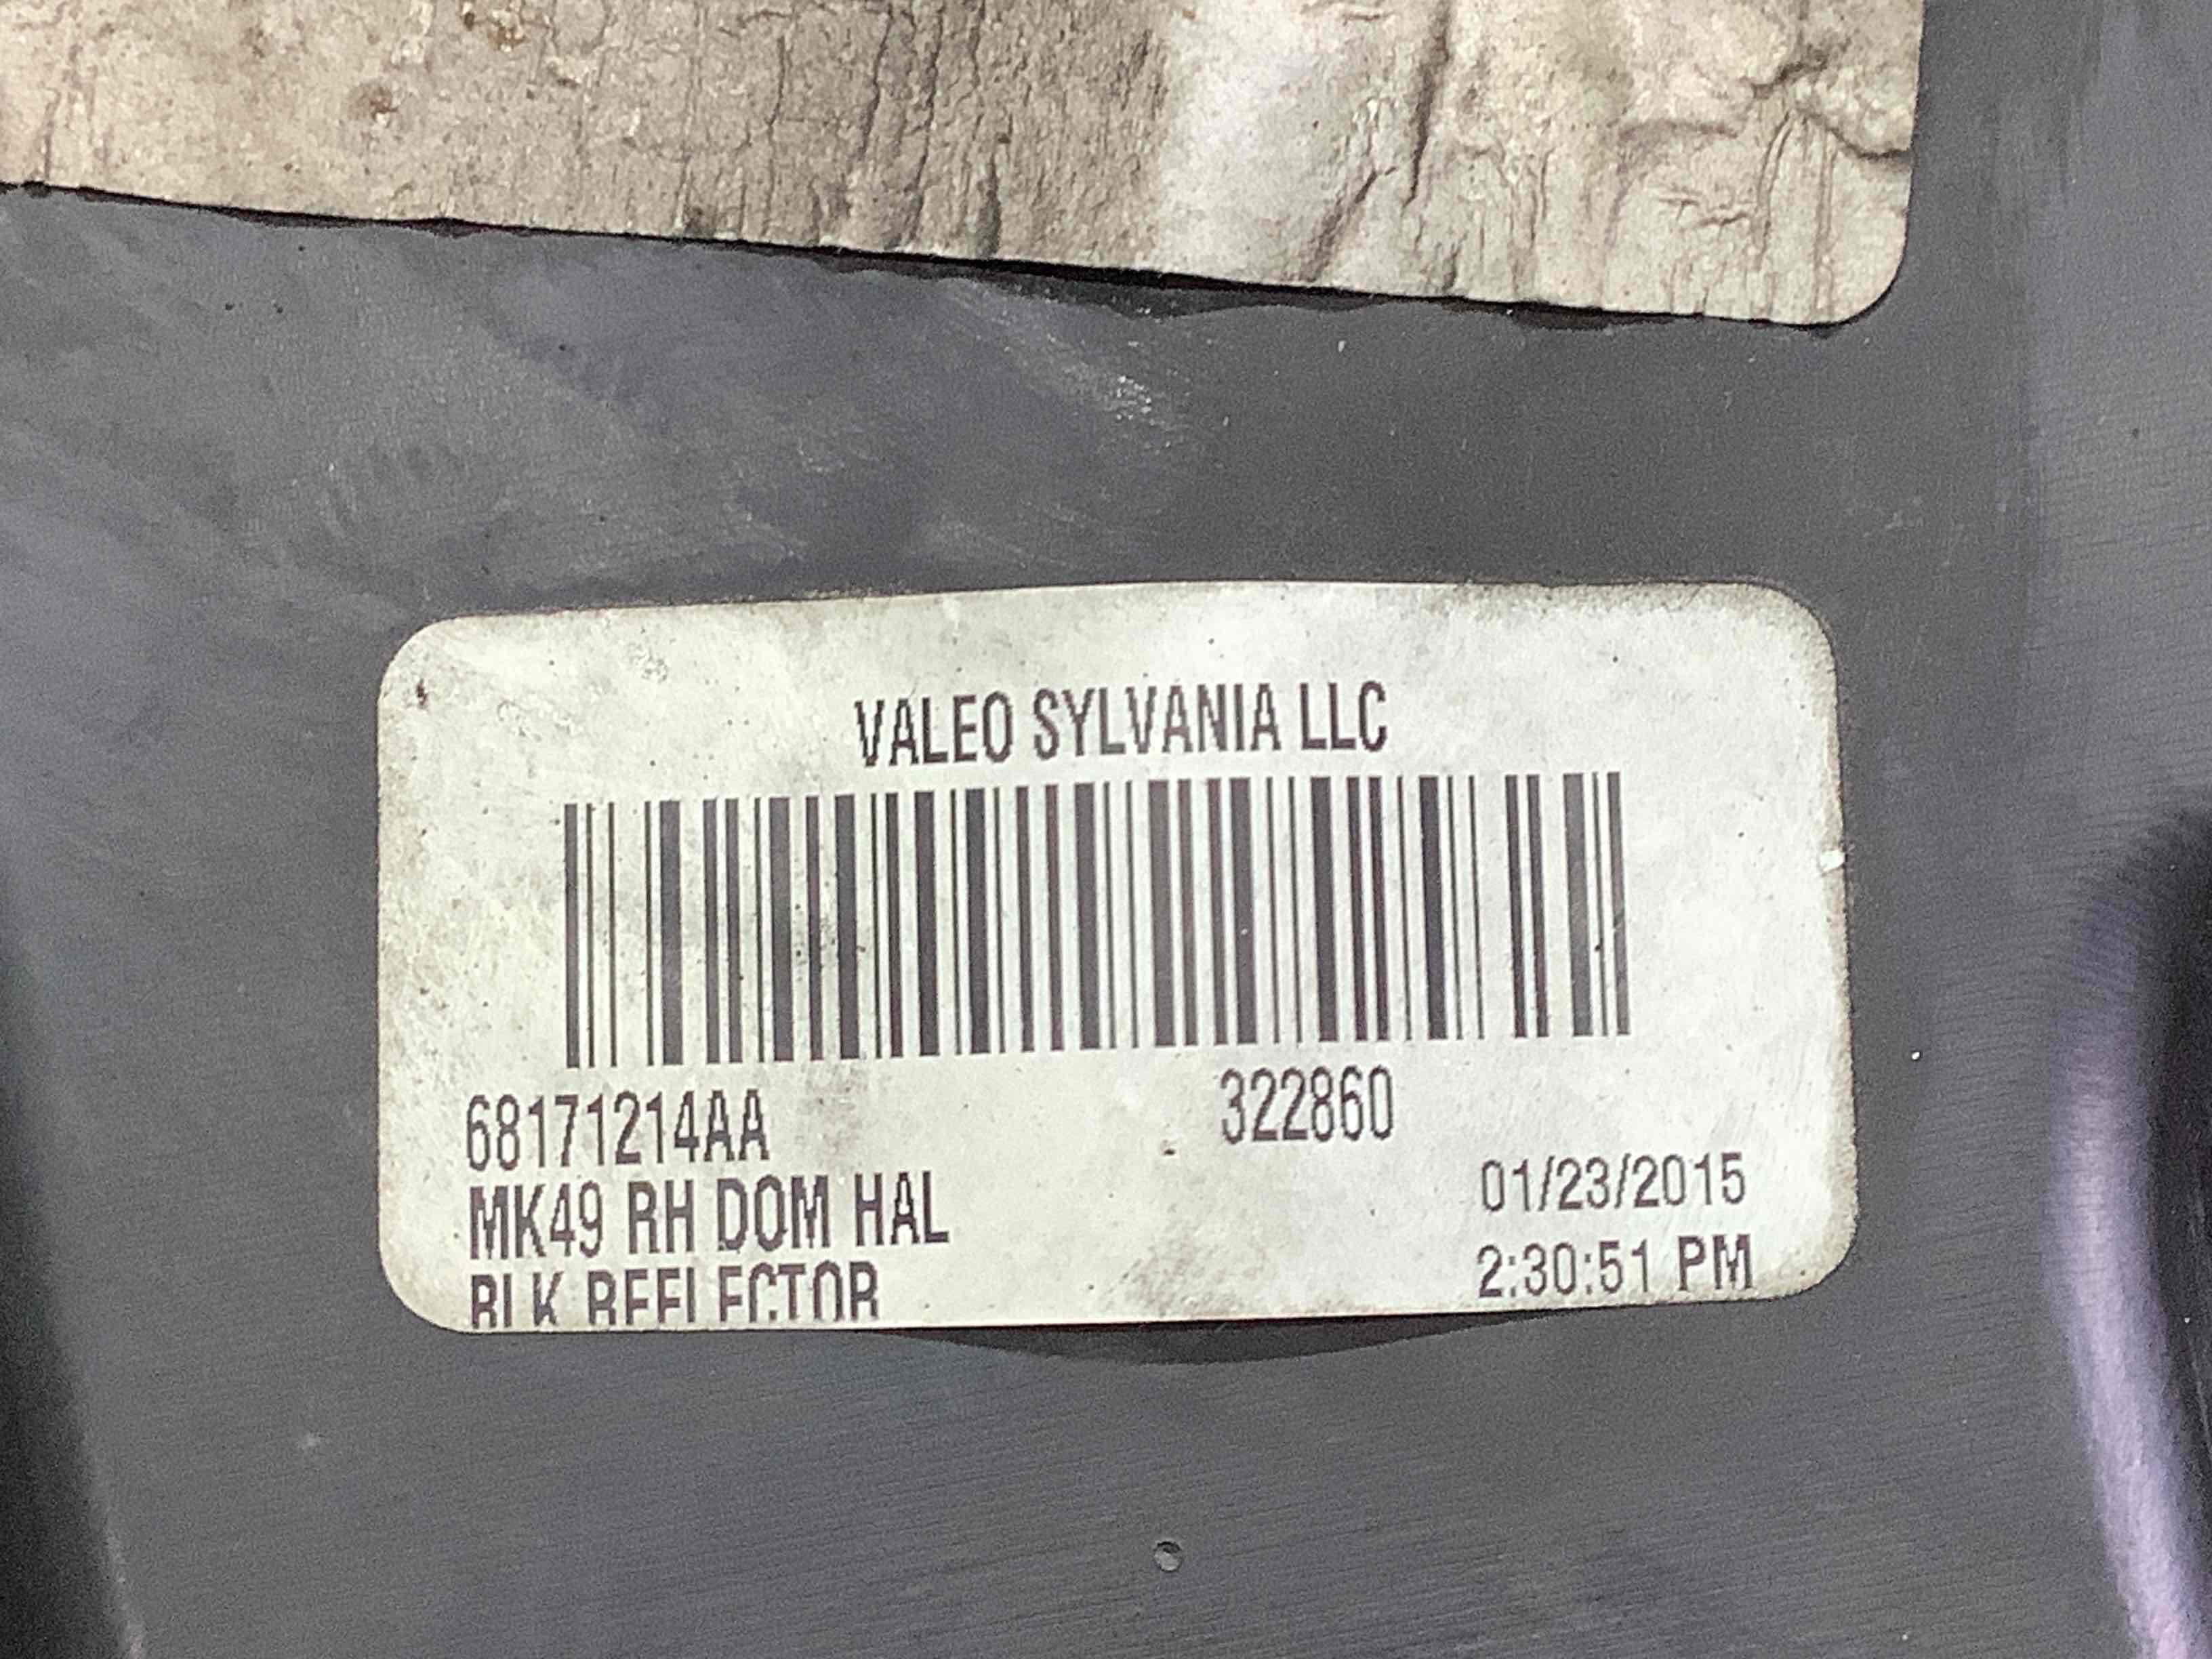 VALEO SYLVANIA LLC
68171214AA 322860
MK49 RH DOM HAL 01/23/2015
BLK REFLECTOR 2:30:51 PM